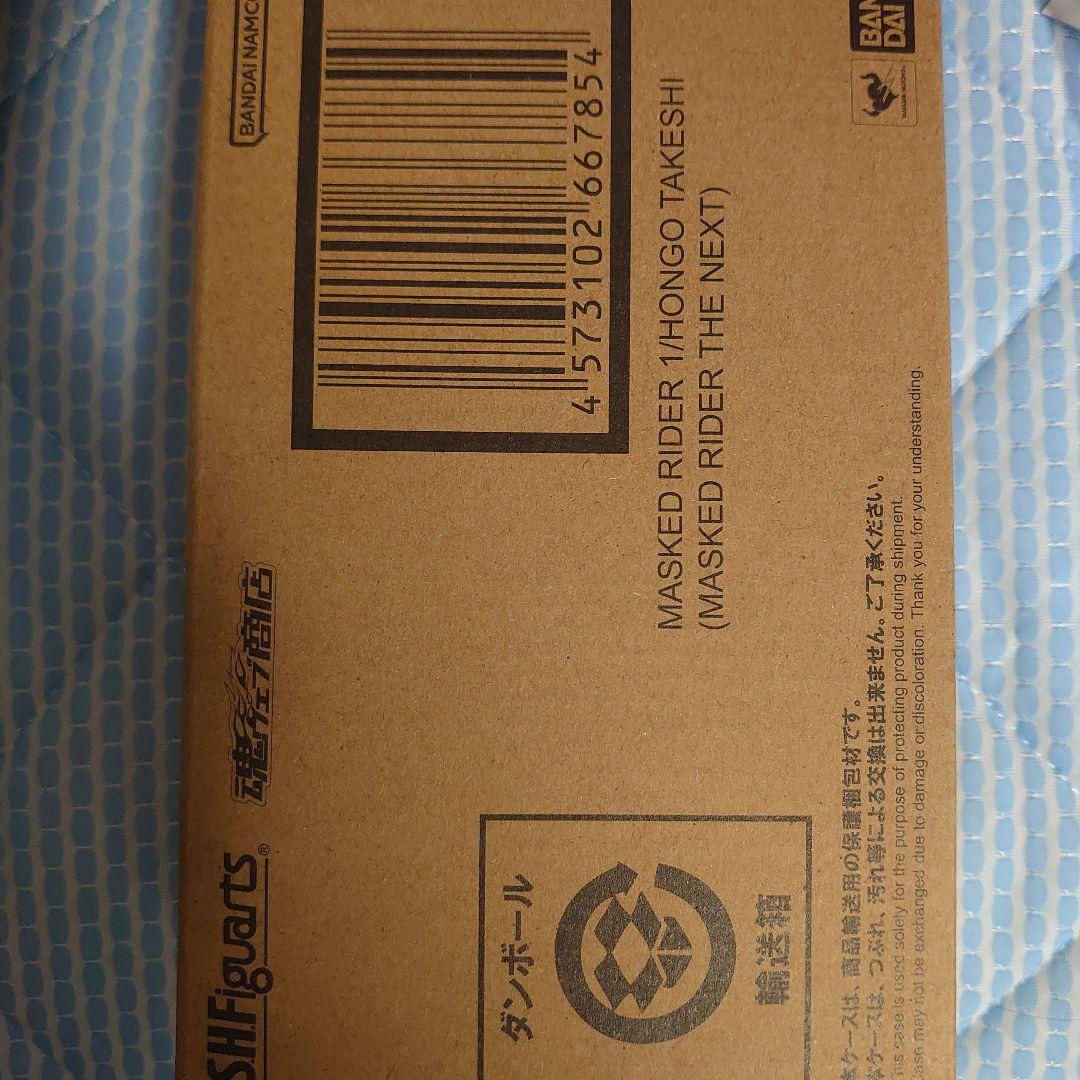 S.H.Figuarts®
魂ウェブ商店
BANDAI NAMCO
4 573102 667854
MASKED RIDER 1/HONGO TAKESHI
(MASKED RIDER THE NEXT)
ダンボール
輸送箱
本ケースは、商品輸送用の保護梱包材です。
本ケースは、つぶれ、汚れ等による交換は出来ません。ご了承ください。
This case is used solely for the purpose of protecting product during shipment.
Case may not be exchanged due to damage or discoloration. Thank you for your understanding.
BAN
DAI